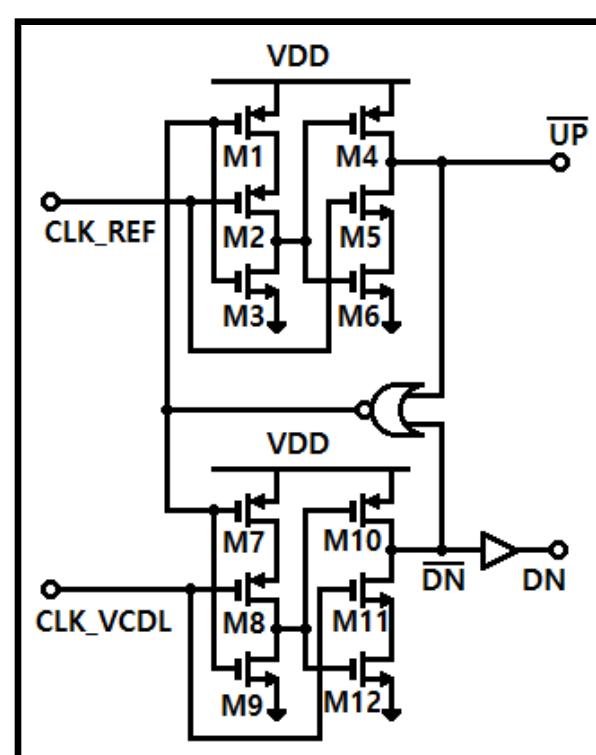 VDD
UP
M1
M4
CLK_REF
M2
M5
M3
M6
VDD
M7
M10
DN
DN
CLK_VCDL
M8
M11
M9
M12